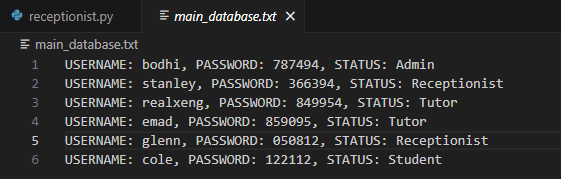 receptionist.py
main_database.txt
main_database.txt
1 USERNAME: bodhi, PASSWORD: 787494, STATUS: Admin
2 USERNAME: stanley, PASSWORD: 366394, STATUS: Receptionist
3 USERNAME: realxeng, PASSWORD: 849954, STATUS: Tutor
4 USERNAME: emad, PASSWORD: 859095, STATUS: Tutor
5 USERNAME: glenn, PASSWORD: 050812, STATUS: Receptionist
6 USERNAME: cole, PASSWORD: 122112, STATUS: Student